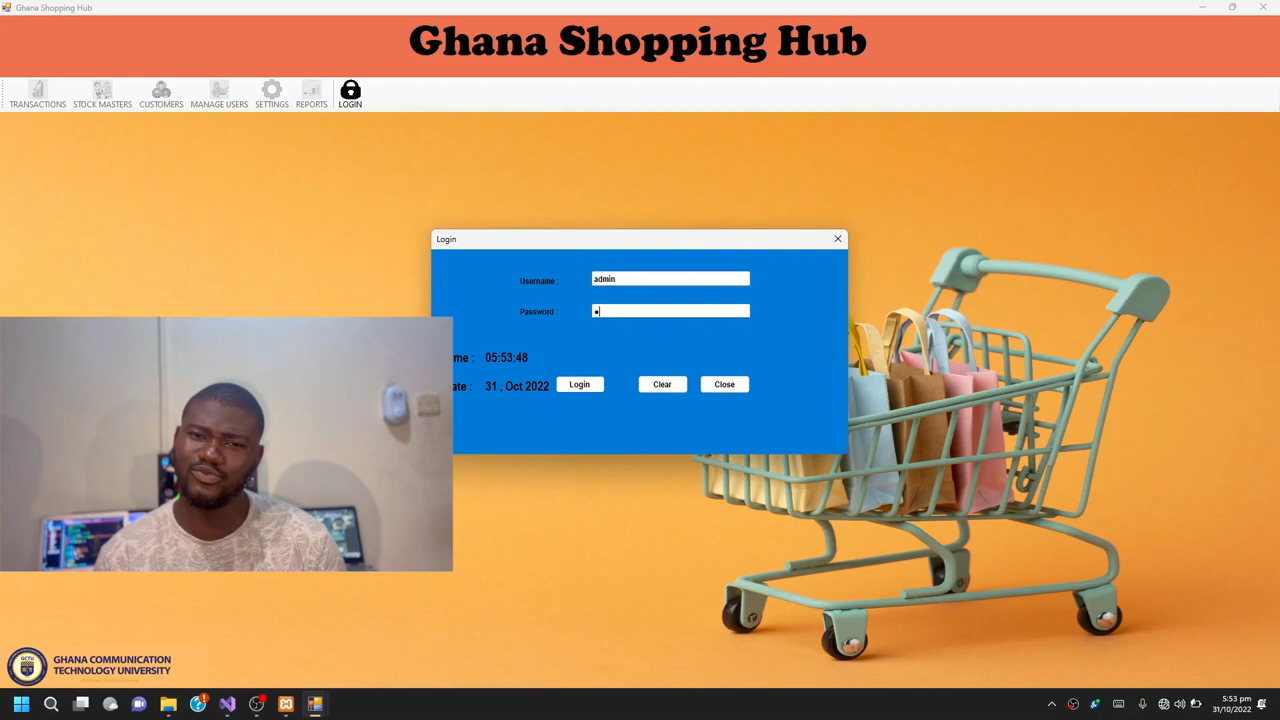 Ghana Shopping Hub
Ghana Shopping Hub
TRANSACTIONS STOCK MASTERS CUSTOMERS MANAGE USERS SETTINGS REPORTS LOGIN
Login
Username : admin
Password :
me : 05:53:48
ate : 31 , Oct 2022
Login Clear Close
GCTU
GHANA COMMUNICATION
TECHNOLOGY UNIVERSITY
5:53 pm
31/10/2022